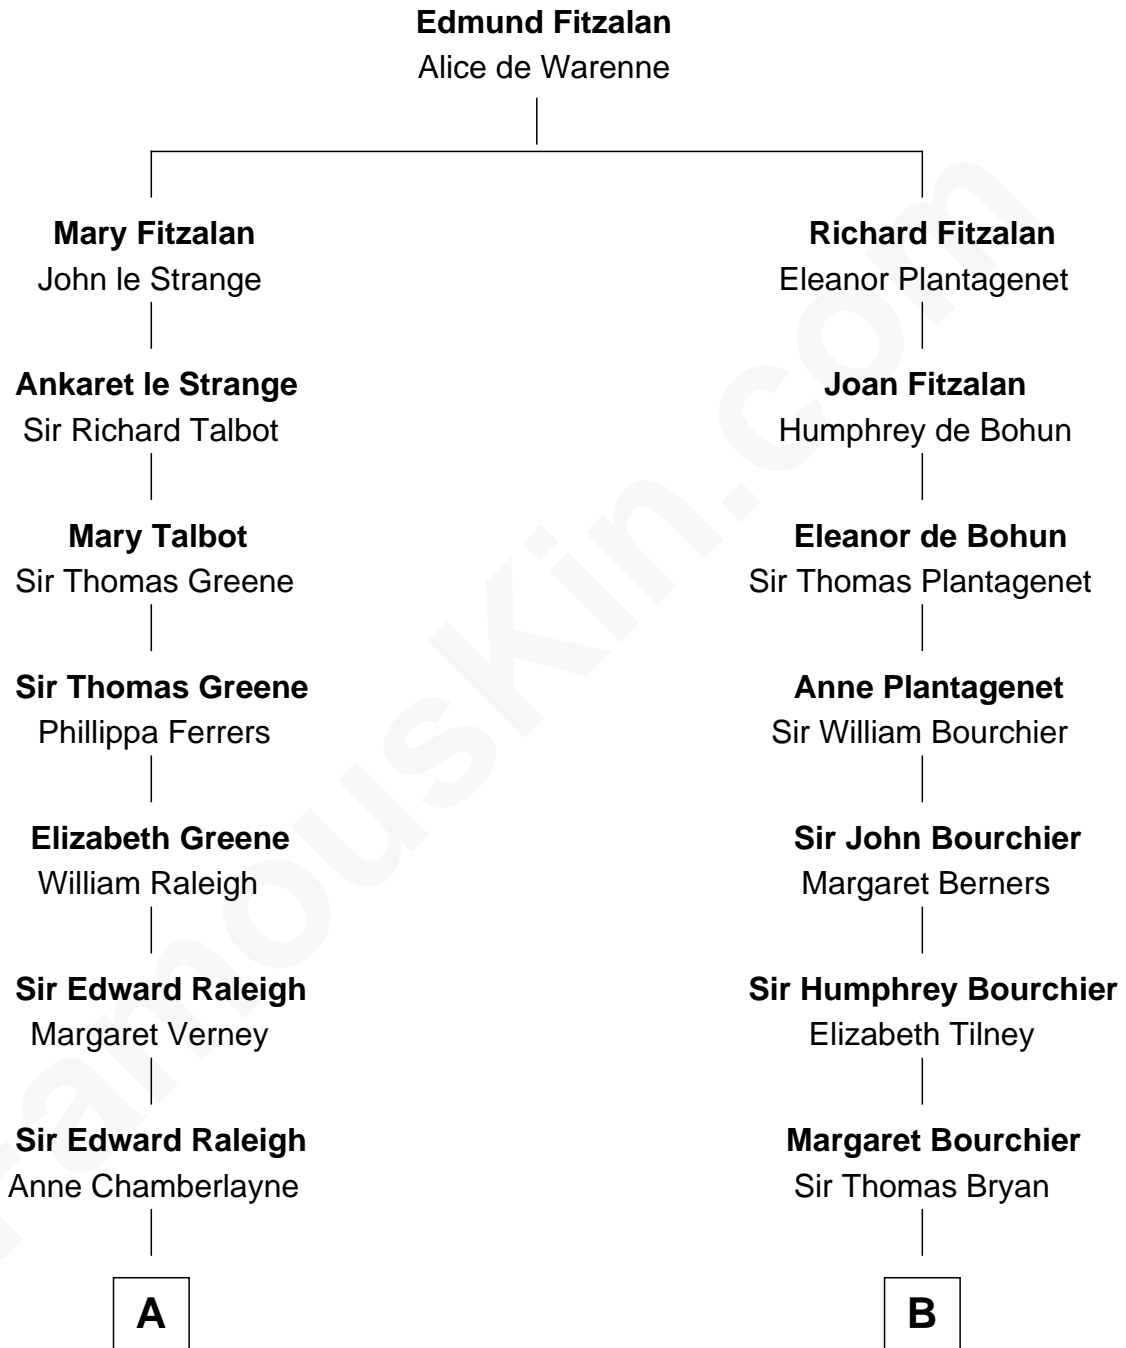 Edmund Fitzalan
Alice de Warenne
Mary Fitzalan
John le Strange
Richard Fitzalan
Eleanor Plantagenet
Ankaret le Strange
Sir Richard Talbot
Joan Fitzalan
Humphrey de Bohun
Mary Talbot
Sir Thomas Greene
Eleanor de Bohun
Sir Thomas Plantagenet
Sir Thomas Greene
Phillippa Ferrers
Anne Plantagenet
Sir William Bourchier
Elizabeth Greene
William Raleigh
Sir John Bourchier
Margaret Berners
Sir Edward Raleigh
Margaret Verney
Sir Humphrey Bourchier
Elizabeth Tilney
Sir Edward Raleigh
Anne Chamberlayne
Margaret Bourchier
Sir Thomas Bryan
A
B
FamousKin.com